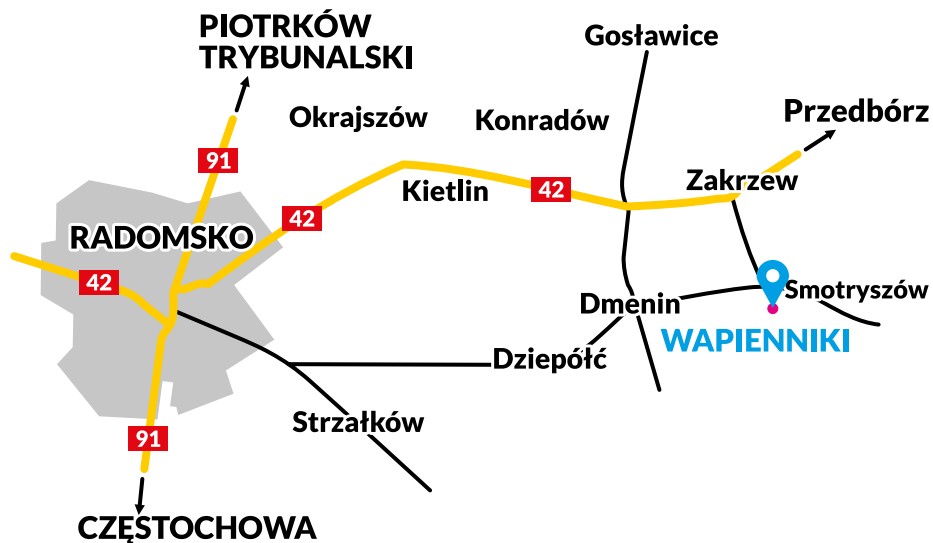 PIOTRKÓW
TRYBUNALSKI
Gosławice
Okrajszów
Konradów
Przedbórz
91
Kietlin
42
Zakrzew
42
RADOMSKO
42
Smotryszów
Dmenin
WAPIENNIKI
Dziepółć
Strzałków
91
CZĘSTOCHOWA